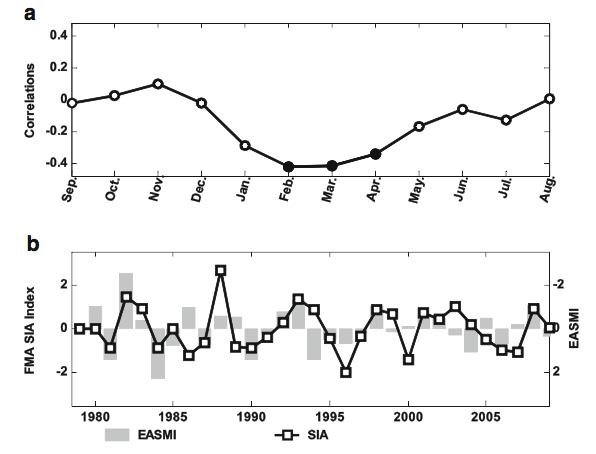 a
0.4
0.2
0
-0.2
-0.4
Correlations
Sep.
Oct.
Nov.
Dec.
Jan.
Feb.
Mar.
Apr.
May.
Jun.
Jul.
Aug.
b
2
0
-2
FMA SIA Index
-2
0
2
EASMI
1980 1985 1990 1995 2000 2005
EASMI SIA